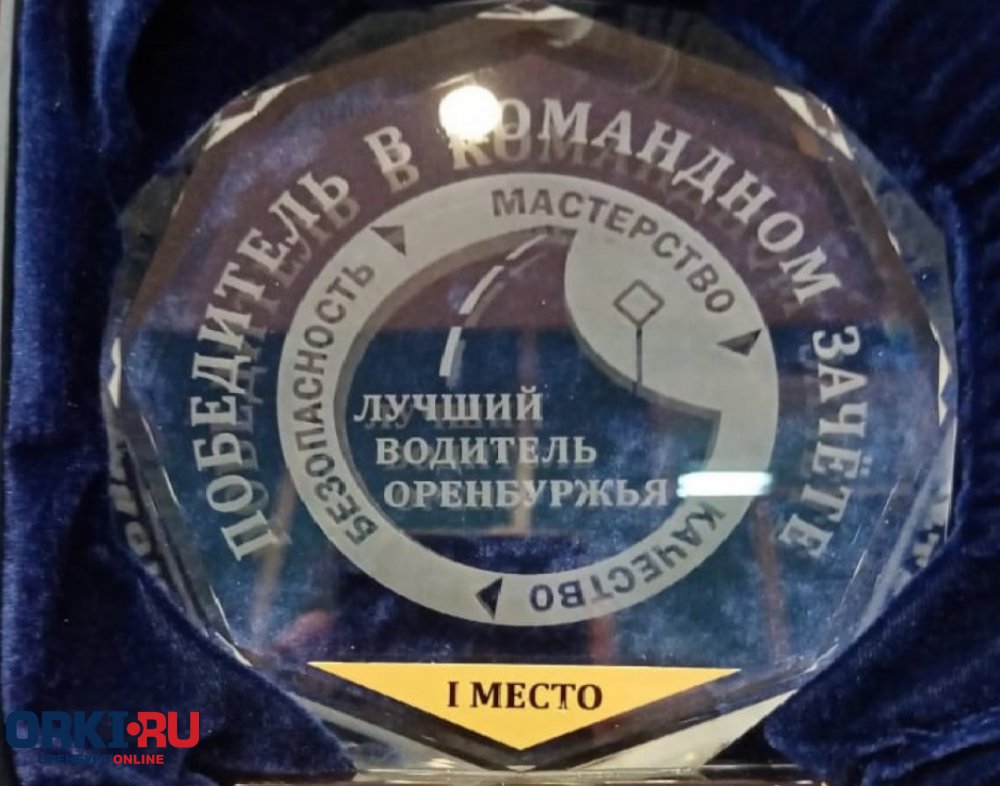 ПОБЕДИТЕЛЬ В КОМАНДНОМ ЗАЧЁТЕ
МАСТЕРСТВО
БЕЗОПАСНОСТЬ
КАЧЕСТВО
ЛУЧШИЙ
ВОДИТЕЛЬ
ОРЕНБУРЖЬЯ
I МЕСТО
ORKI.RU
ONLINE